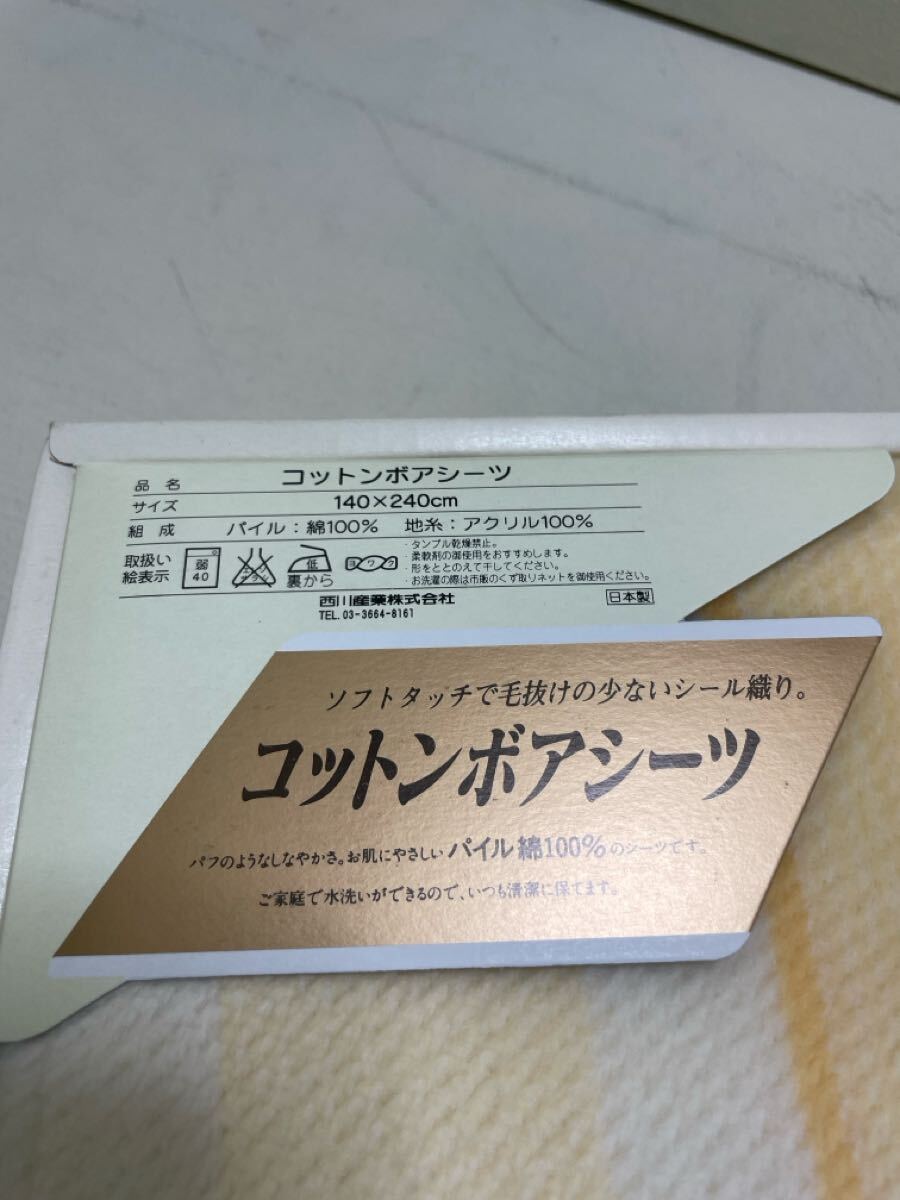 品名 コットンボアシーツ
サイズ 140×240cm
組成 パイル:綿100% 地糸:アクリル100%
取扱い
絵表示
弱
40
エンソ
サラシ
低
裏から
ヨワク
・タンブル乾燥禁止。
・柔軟剤の御使用をおすすめします。
・形をととのえて干してください。
・お洗濯の際は市販のくず取りネットを御使用ください。
西川産業株式会社 日本製
TEL. 03-3664-8161
ソフトタッチで毛抜けの少ないシール織り。
コットンボアシーツ
パフのようなしなやかさ。お肌にやさしいパイル綿100%のシーツです。
ご家庭で水洗いができるので、いつも清潔に保てます。